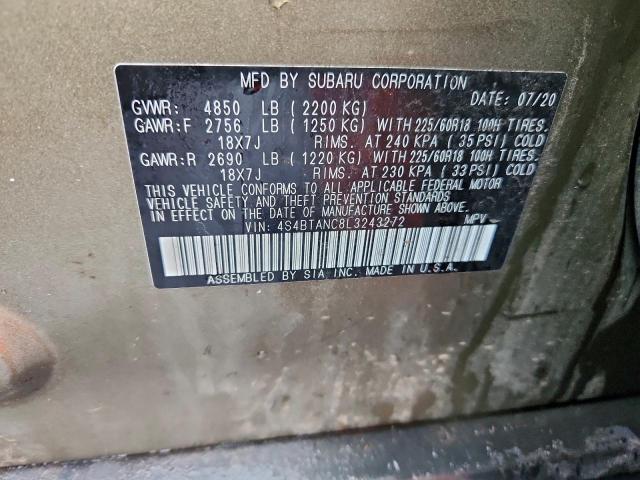 MFD BY SUBARU CORPORATION
DATE: 07/20
GVWR: 4850 LB (2200 KG)
GAWR:F 2756 LB (1250 KG) WITH 225/60R18 100H TIRES.
18X7J RIMS. AT 240 KPA (35 PSI) COLD
GAWR:R 2690 LB (1220 KG) WITH 225/60R18 100H TIRES.
18X7J RIMS. AT 230 KPA (33 PSI) COLD
THIS VEHICLE CONFORMS TO ALL APPLICABLE FEDERAL MOTOR
VEHICLE SAFETY AND THEFT PREVENTION STANDARDS
IN EFFECT ON THE DATE OF MANUFACTURE SHOWN ABOVE.
VIN: 4S4BTANC8L3243272 MPV
ASSEMBLED BY SIA INC. MADE IN U.S.A.